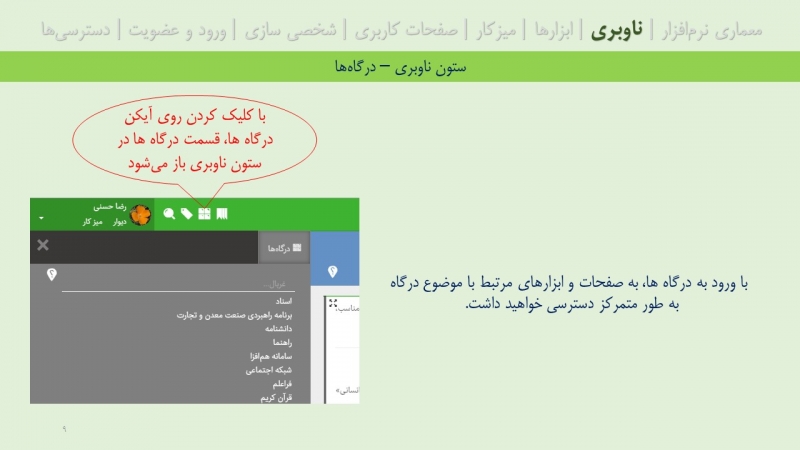 معماری نرم‌افزار | ناوبری | ابزارها | میزکار | صفحات کاربری | شخصی سازی | ورود و عضویت | دسترسی‌ها
ستون ناوبری – درگاه‌ها
با کلیک کردن روی آیکن
درگاه ها، قسمت درگاه ها در
ستون ناوبری باز می‌شود
رضا حسنی
دیوار میز کار
درگاه‌ها
غربال...
اسناد
برنامه راهبردی صنعت معدن و تجارت
دانشنامه
راهنما
سامانه هم‌افزا
شبکه اجتماعی
فراعلم
قرآن کریم
؟
؟
مناسب،
انسانی»
با ورود به درگاه ها، به صفحات و ابزارهای مرتبط با موضوع درگاه
به طور متمرکز دسترسی خواهید داشت.
۹